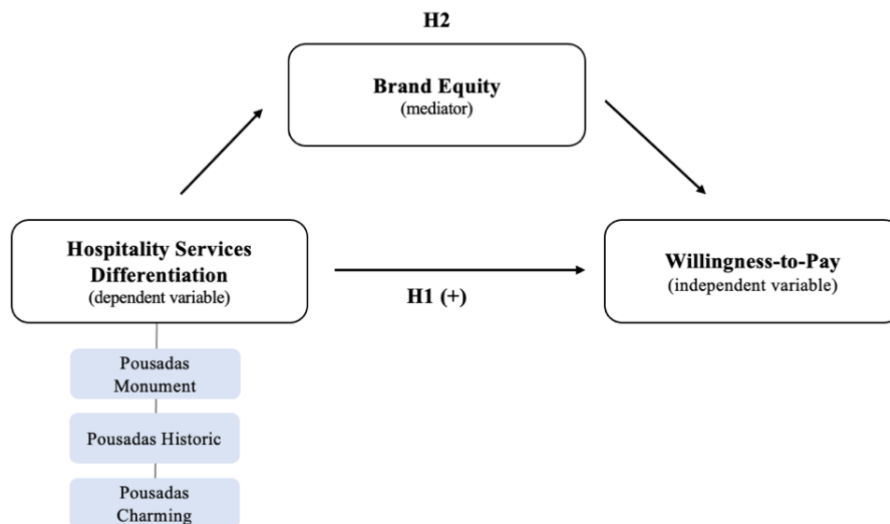 H2
Brand Equity
(mediator)
Hospitality Services
Differentiation
(dependent variable)
H1 (+)
Willingness-to-Pay
(independent variable)
Pousadas
Monument
Pousadas Historic
Pousadas
Charming